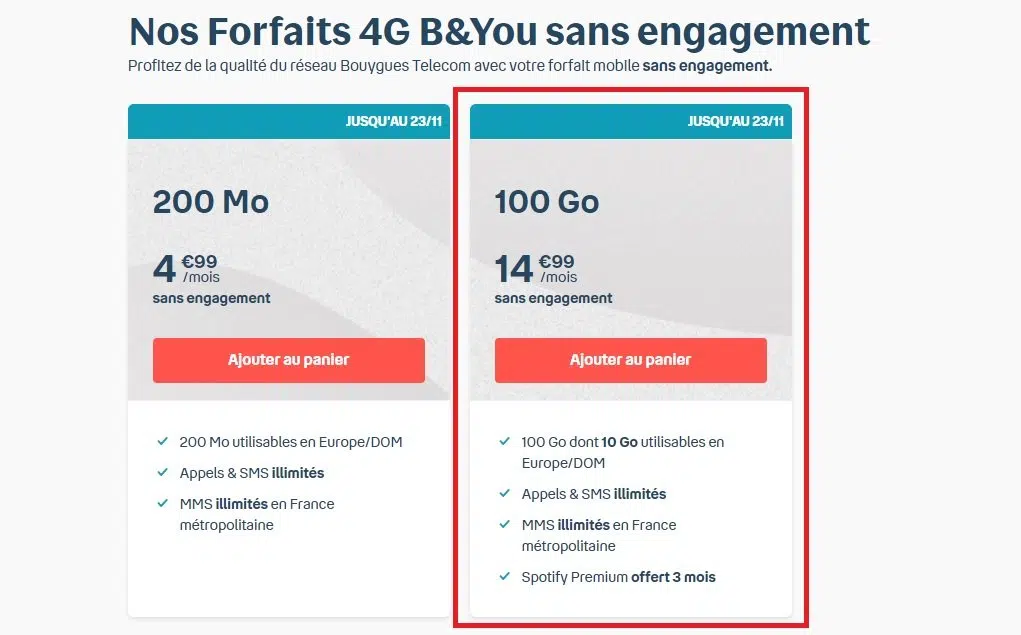 Nos Forfaits 4G B&You sans engagement
Profitez de la qualité du réseau Bouygues Telecom avec votre forfait mobile sans engagement.
JUSQU'AU 23/11
200 Mo
4 €99
/mois
sans engagement
Ajouter au panier
200 Mo utilisables en Europe/DOM
Appels & SMS illimités
MMS illimités en France
métropolitaine
JUSQU'AU 23/11
100 Go
14 €99
/mois
sans engagement
Ajouter au panier
100 Go dont 10 Go utilisables en
Europe/DOM
Appels & SMS illimités
MMS illimités en France
métropolitaine
Spotify Premium offert 3 mois